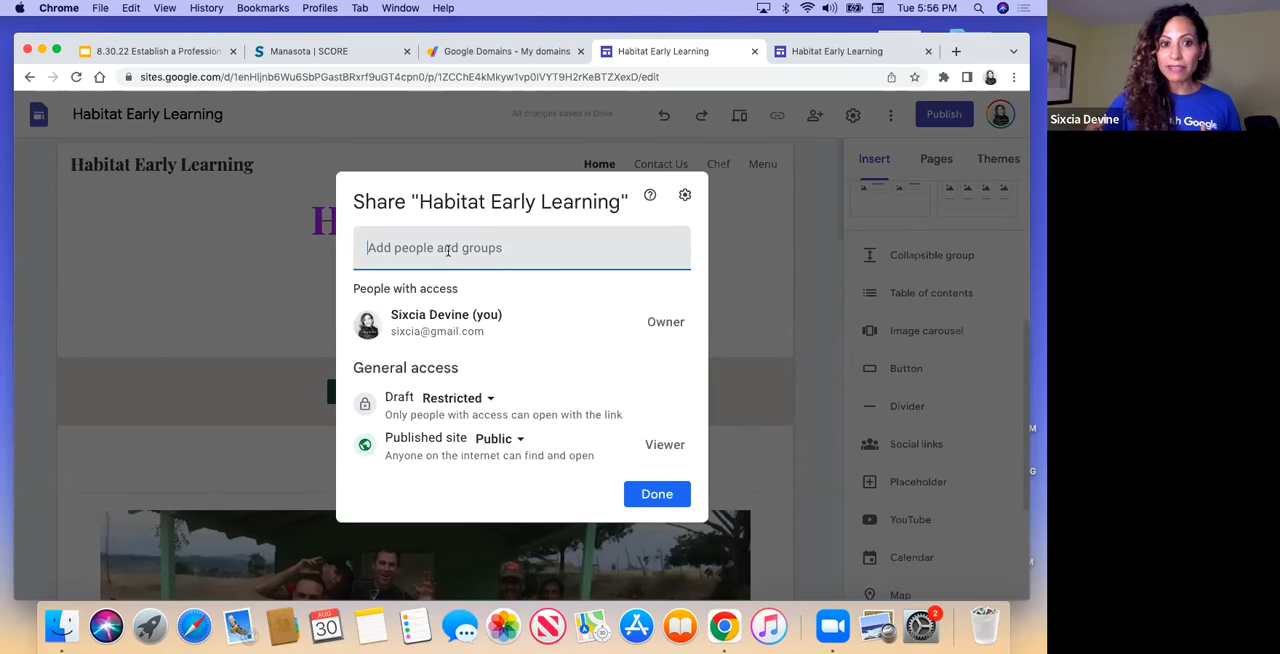 Chrome File Edit View History Bookmarks Profiles Tab Window Help Tue 5:56 PM
8.30.22 Establish a Profession Manasota | SCORE Google Domains - My domains Habitat Early Learning Habitat Early Learning
sites.google.com/d/1enHljnb6Wu6SbPGastBRxrf9uGT4cpn0/p/1ZCChE4kMkyw1vp0lVYT9H2rKeBTZXexD/edit
Habitat Early Learning All changes saved in Drive Publish
Habitat Early Learning Home Contact Us Chef Menu
Insert Pages Themes
H
Share "Habitat Early Learning"
Add people and groups
People with access
Sixcia Devine (you)
sixcia@gmail.com
Owner
General access
Draft Restricted
Only people with access can open with the link
Published site Public
Anyone on the internet can find and open
Viewer
Done
Collapsible group
Table of contents
Image carousel
Button
Divider
Social links
Placeholder
YouTube
Calendar
Map
M
G
M
AUG
30
2
Sixcia Devine
Google